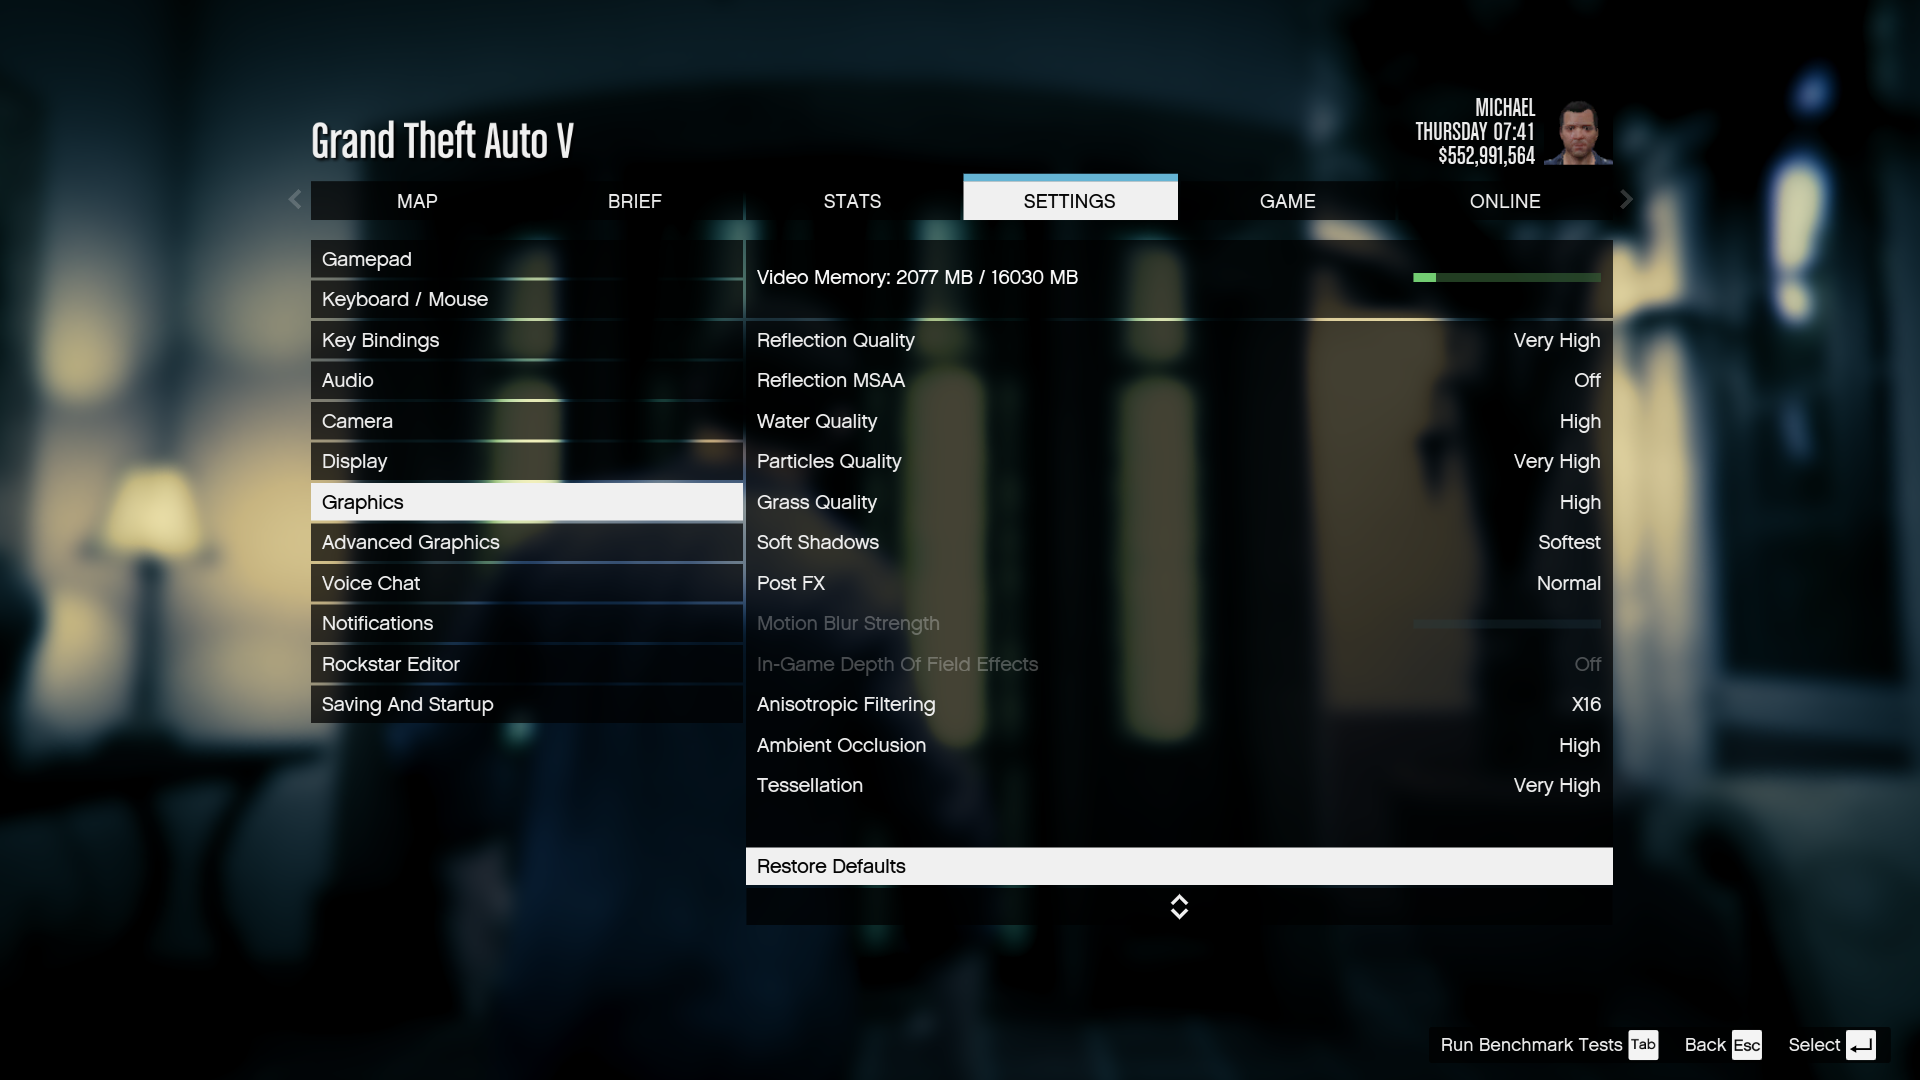 Grand Theft Auto V
MICHAEL
THURSDAY 07:41
$552,991,564
MAP
BRIEF
STATS
SETTINGS
GAME
ONLINE
Gamepad
Keyboard / Mouse
Key Bindings
Audio
Camera
Display
Graphics
Advanced Graphics
Voice Chat
Notifications
Rockstar Editor
Saving And Startup
Video Memory: 2077 MB / 16030 MB
Reflection Quality Very High
Reflection MSAA Off
Water Quality High
Particles Quality Very High
Grass Quality High
Soft Shadows Softest
Post FX Normal
Motion Blur Strength
In-Game Depth Of Field Effects Off
Anisotropic Filtering X16
Ambient Occlusion High
Tessellation Very High
Restore Defaults
Run Benchmark Tests Tab Back Esc Select